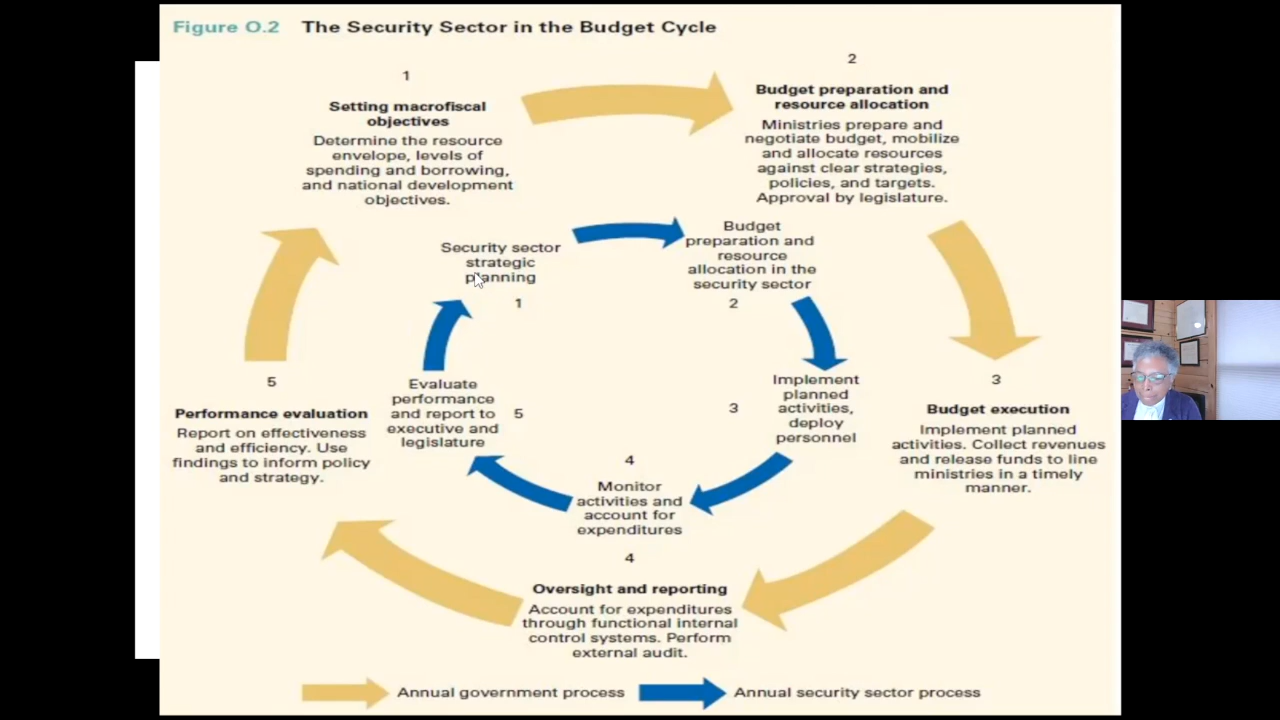 Figure O.2 The Security Sector in the Budget Cycle
1
Setting macrofiscal
objectives
Determine the resource
envelope, levels of
spending and borrowing,
and national development
objectives.
2
Budget preparation and
resource allocation
Ministries prepare and
negotiate budget, mobilize
and allocate resources
against clear strategies,
policies, and targets.
Approval by legislature.
Security sector
strategic
planning
1
Budget
preparation and
resource
allocation in the
security sector
2
5
Performance evaluation
Report on effectiveness
and efficiency. Use
findings to inform policy
and strategy.
Evaluate
performance
and report to
executive and
legislature
5
3
Implement
planned
activities,
deploy
personnel
3
Budget execution
Implement planned
activities. Collect revenues
and release funds to line
ministries in a timely
manner.
4
Monitor
activities and
account for
expenditures
4
Oversight and reporting
Account for expenditures
through functional internal
control systems. Perform
external audit.
Annual government process
Annual security sector process